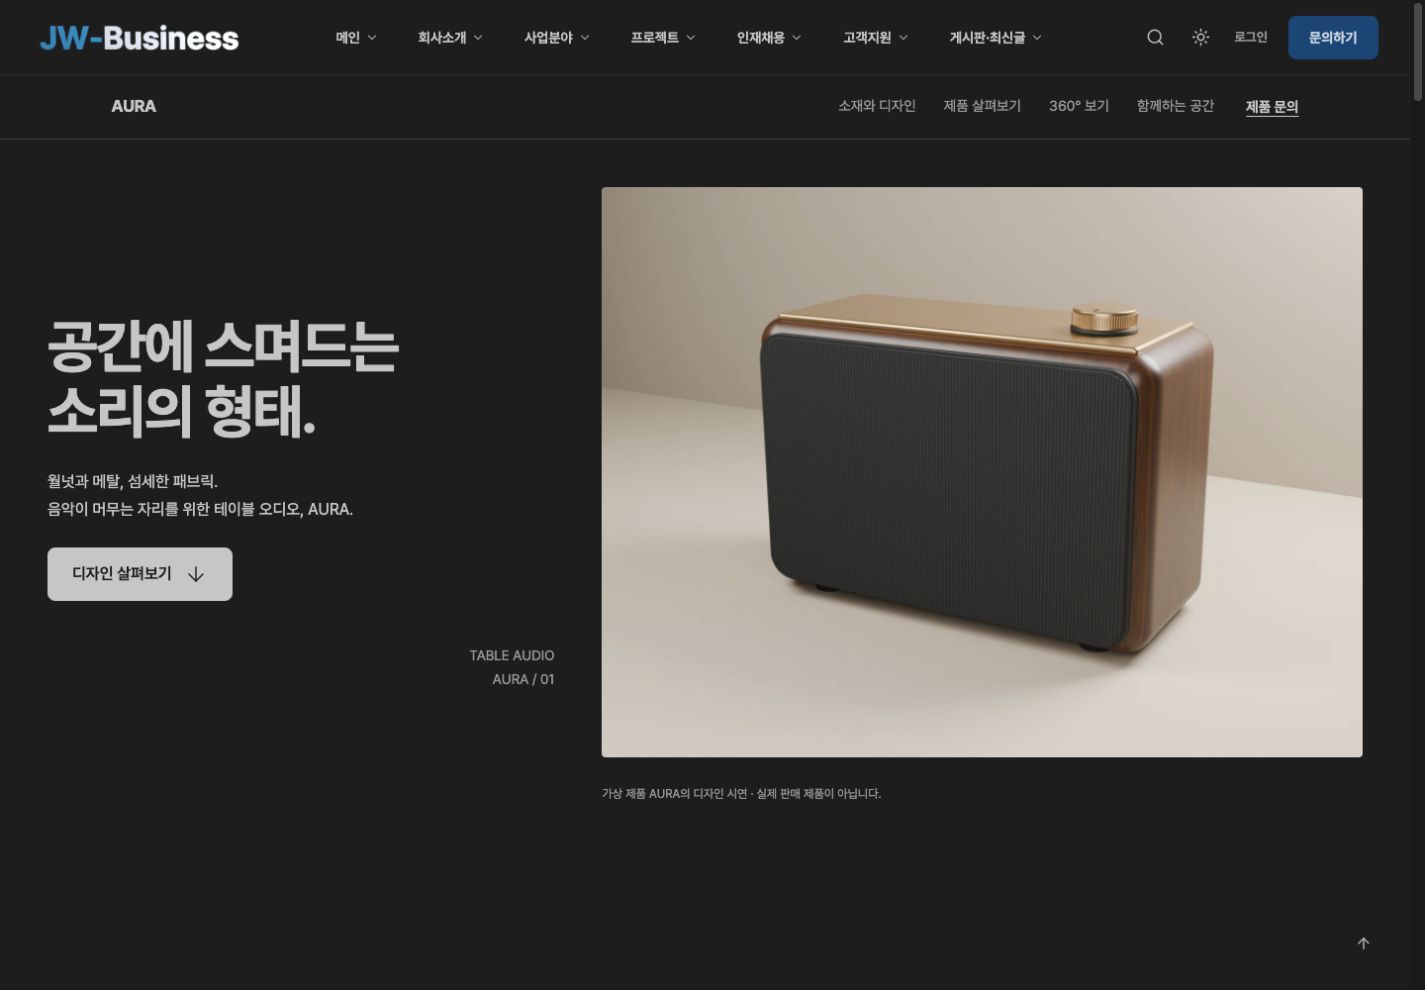 JW-Business
메인
회사소개
사업분야
프로젝트
인재채용
고객지원
게시판·최신글
로그인
문의하기
AURA
소재와 디자인
제품 살펴보기
360° 보기
함께하는 공간
제품 문의
공간에 스며드는
소리의 형태.
월넛과 메탈, 섬세한 패브릭.
음악이 머무는 자리를 위한 테이블 오디오, AURA.
디자인 살펴보기
TABLE AUDIO
AURA / 01
가상 제품 AURA의 디자인 시연 · 실제 판매 제품이 아닙니다.